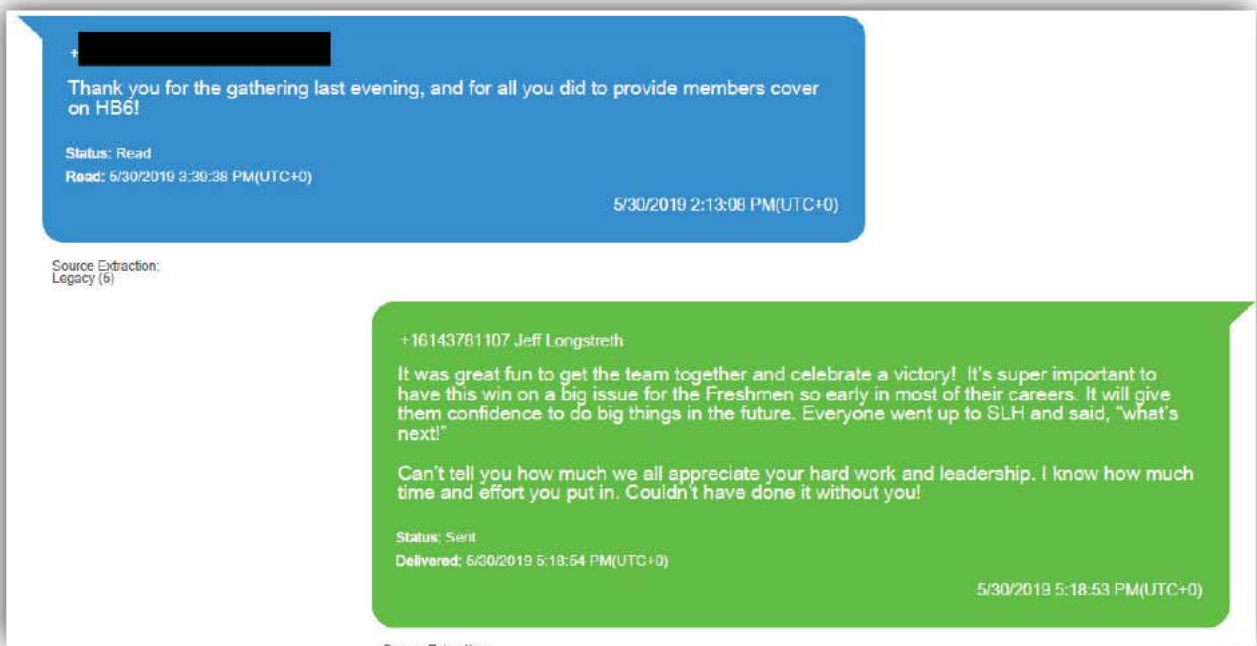 +
Thank you for the gathering last evening, and for all you did to provide members cover
on HB6!
Status: Read
Read: 5/30/2019 3:39:38 PM(UTC+0)
5/30/2019 2:13:08 PM(UTC+0)
Source Extraction:
Legacy (5)
+16143781107 Jeff Longstreth
It was great fun to get the team together and celebrate a victory!  It's super important to
have this win on a big issue for the Freshmen so early in most of their careers. It will give
them confidence to do big things in the future. Everyone went up to SLH and said, "what's
next!"
Can't tell you how much we all appreciate your hard work and leadership. I know how much
time and effort you put in. Couldn't have done it without you!
Status: Sent
Delivered: 5/30/2019 5:18:54 PM(UTC+0)
5/30/2019 5:18:53 PM(UTC+0)